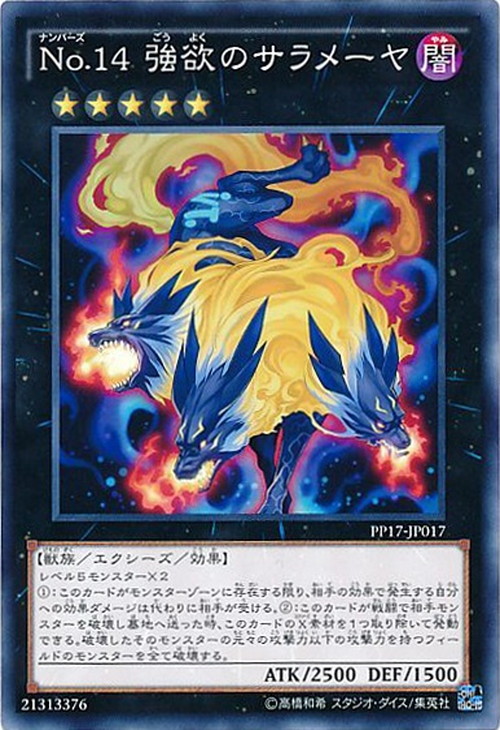 ナンバーズ ごうよく
No.14 強欲のサラメーヤ
やみ
闇
PP17-JP017
【獣族／エクシーズ／効果】
レベル5モンスター×2
①：このカードがモンスターゾーンに存在する限り、相手の効果で発生する自分
への効果ダメージは代わりに相手が受ける。②：このカードが戦闘で相手モン
スターを破壊し墓地へ送った時、このカードのX素材を1つ取り除いて発動
できる。破壊したそのモンスターの元々の攻撃力以下の攻撃力を持つフィ
ールドのモンスターを全て破壊する。
ATK/2500 DEF/1500
21313376
©高橋和希 スタジオ・ダイス/集英社